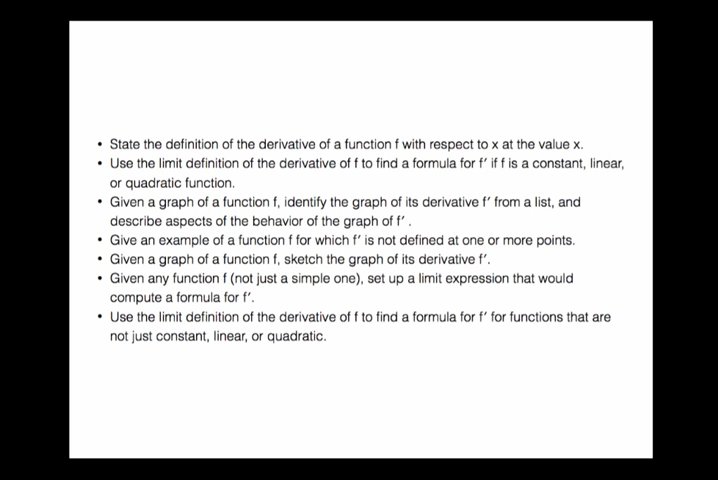 • State the definition of the derivative of a function f with respect to x at the value x.
• Use the limit definition of the derivative of f to find a formula for f′ if f is a constant, linear,
or quadratic function.
• Given a graph of a function f, identify the graph of its derivative f′ from a list, and
describe aspects of the behavior of the graph of f′ .
• Give an example of a function f for which f′ is not defined at one or more points.
• Given a graph of a function f, sketch the graph of its derivative f′.
• Given any function f (not just a simple one), set up a limit expression that would
compute a formula for f′.
• Use the limit definition of the derivative of f to find a formula for f′ for functions that are
not just constant, linear, or quadratic.